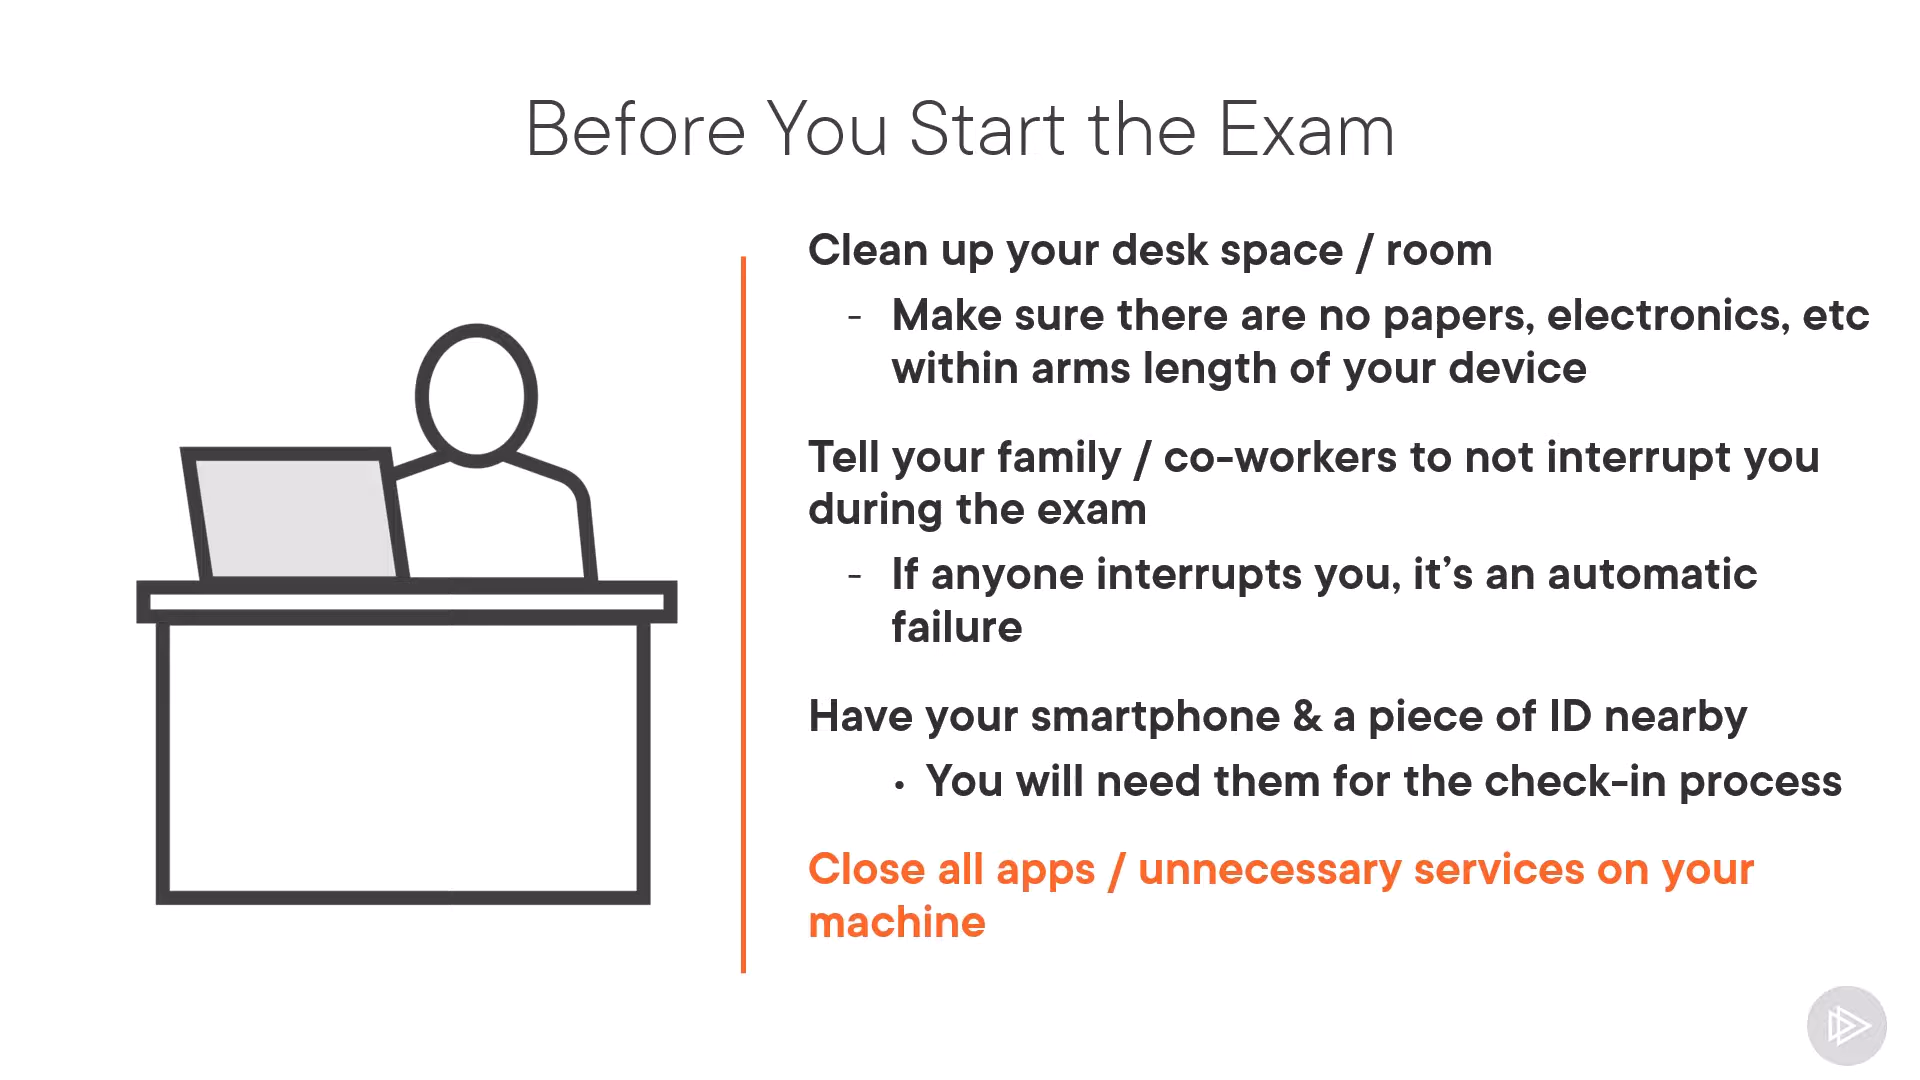 Before You Start the Exam
Clean up your desk space / room
- Make sure there are no papers, electronics, etc
within arms length of your device
Tell your family / co-workers to not interrupt you
during the exam
- If anyone interrupts you, it’s an automatic
failure
Have your smartphone & a piece of ID nearby
• You will need them for the check-in process
Close all apps / unnecessary services on your
machine